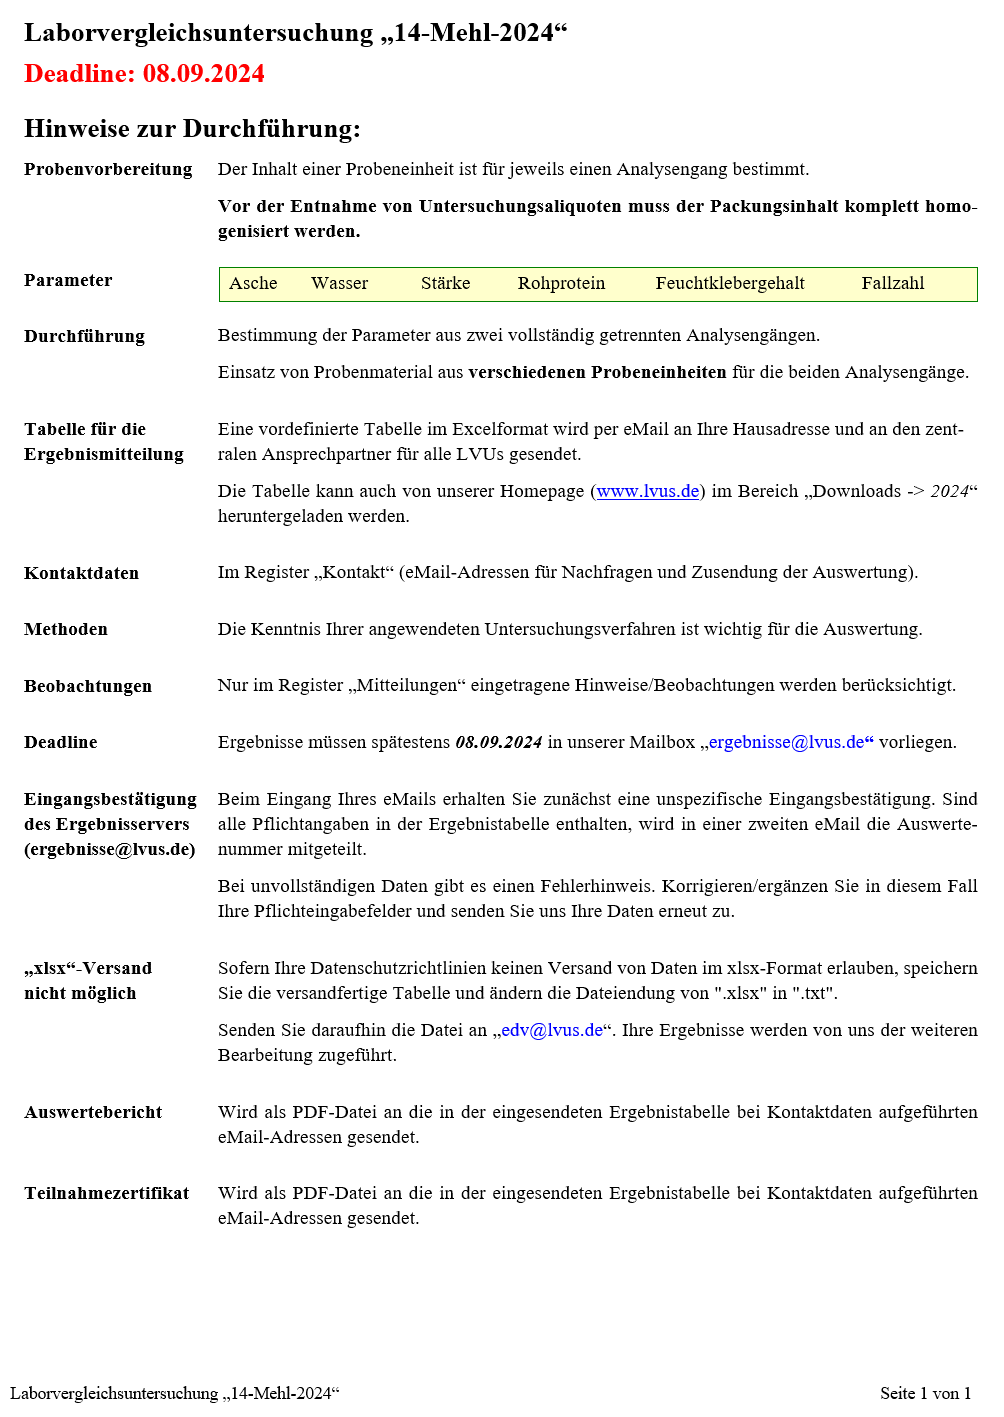 Laborvergleichsuntersuchung „14-Mehl-2024“
Deadline: 08.09.2024
Hinweise zur Durchführung:
Probenvorbereitung Der Inhalt einer Probeneinheit ist für jeweils einen Analysengang bestimmt.
Vor der Entnahme von Untersuchungsaliquoten muss der Packungsinhalt komplett homo-
genisiert werden.
Parameter Asche Wasser Stärke Rohprotein Feuchtklebergehalt Fallzahl
Durchführung Bestimmung der Parameter aus zwei vollständig getrennten Analysengängen.
Einsatz von Probenmaterial aus verschiedenen Probeneinheiten für die beiden Analysengänge.
Tabelle für die Eine vordefinierte Tabelle im Excelformat wird per eMail an Ihre Hausadresse und an den zent-
Ergebnismitteilung ralen Ansprechpartner für alle LVUs gesendet.
Die Tabelle kann auch von unserer Homepage (www.lvus.de) im Bereich „Downloads -> 2024“
heruntergeladen werden.
Kontaktdaten Im Register „Kontakt“ (eMail-Adressen für Nachfragen und Zusendung der Auswertung).
Methoden Die Kenntnis Ihrer angewendeten Untersuchungsverfahren ist wichtig für die Auswertung.
Beobachtungen Nur im Register „Mitteilungen“ eingetragene Hinweise/Beobachtungen werden berücksichtigt.
Deadline Ergebnisse müssen spätestens 08.09.2024 in unserer Mailbox „ergebnisse@lvus.de“ vorliegen.
Eingangsbestätigung Beim Eingang Ihres eMails erhalten Sie zunächst eine unspezifische Eingangsbestätigung. Sind
des Ergebnisservers alle Pflichtangaben in der Ergebnistabelle enthalten, wird in einer zweiten eMail die Auswerte-
(ergebnisse@lvus.de) nummer mitgeteilt.
Bei unvollständigen Daten gibt es einen Fehlerhinweis. Korrigieren/ergänzen Sie in diesem Fall
Ihre Pflichteingabefelder und senden Sie uns Ihre Daten erneut zu.
„xlsx“-Versand Sofern Ihre Datenschutzrichtlinien keinen Versand von Daten im xlsx-Format erlauben, speichern
nicht möglich Sie die versandfertige Tabelle und ändern die Dateiendung von ".xlsx" in ".txt".
Senden Sie daraufhin die Datei an „edv@lvus.de“. Ihre Ergebnisse werden von uns der weiteren
Bearbeitung zugeführt.
Auswertebericht Wird als PDF-Datei an die in der eingesendeten Ergebnistabelle bei Kontaktdaten aufgeführten
eMail-Adressen gesendet.
Teilnahmezertifikat Wird als PDF-Datei an die in der eingesendeten Ergebnistabelle bei Kontaktdaten aufgeführten
eMail-Adressen gesendet.
Laborvergleichsuntersuchung „14-Mehl-2024“ Seite 1 von 1